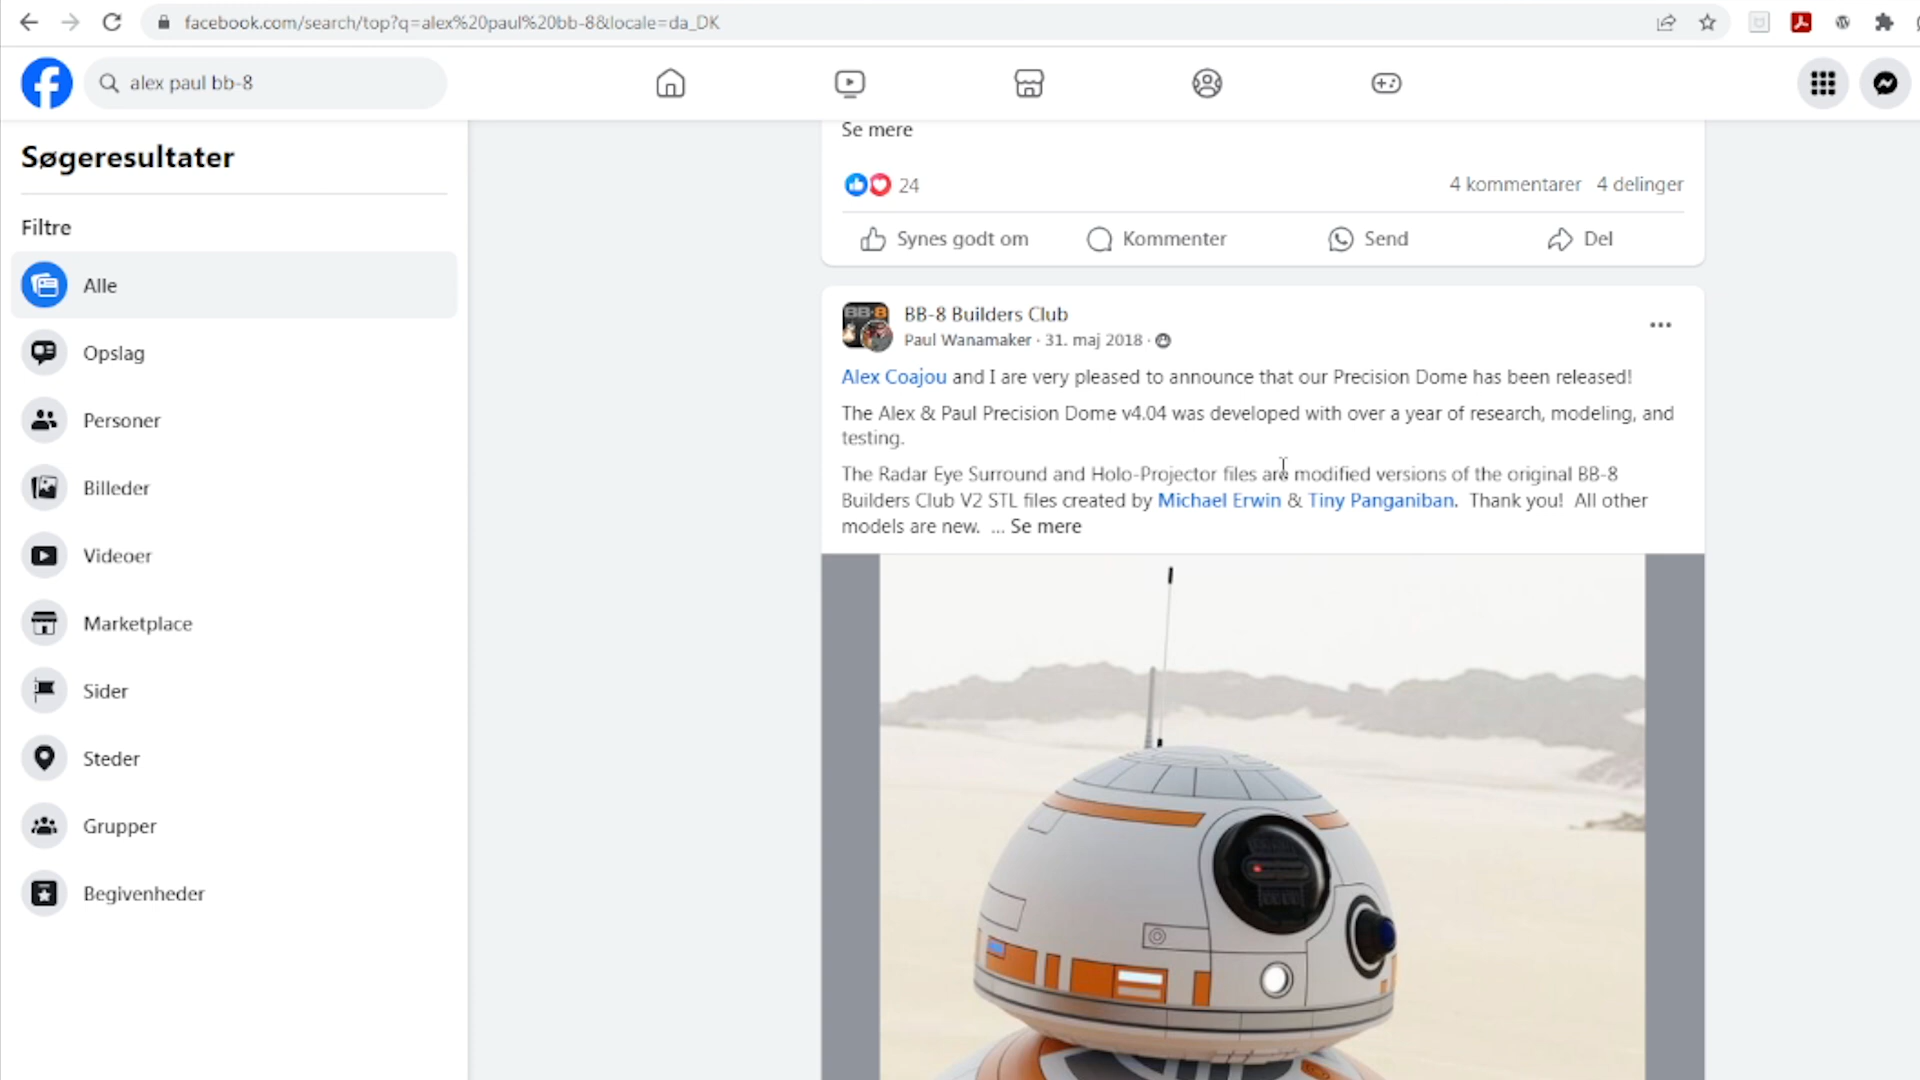 facebook.com/search/top?q=alex%20paul%20bb-8&locale=da_DK
alex paul bb-8
Søgeresultater
Filtre
Alle
Opslag
Personer
Billeder
Videoer
Marketplace
Sider
Steder
Grupper
Begivenheder
Se mere
24
4 kommentarer 4 delinger
Synes godt om Kommenter Send Del
BB-8
BB-8 Builders Club
Paul Wanamaker · 31. maj 2018 ·
Alex Coajou and I are very pleased to announce that our Precision Dome has been released!
The Alex & Paul Precision Dome v4.04 was developed with over a year of research, modeling, and
testing.
The Radar Eye Surround and Holo-Projector files are modified versions of the original BB-8
Builders Club V2 STL files created by Michael Erwin & Tiny Panganiban. Thank you! All other
models are new. ... Se mere